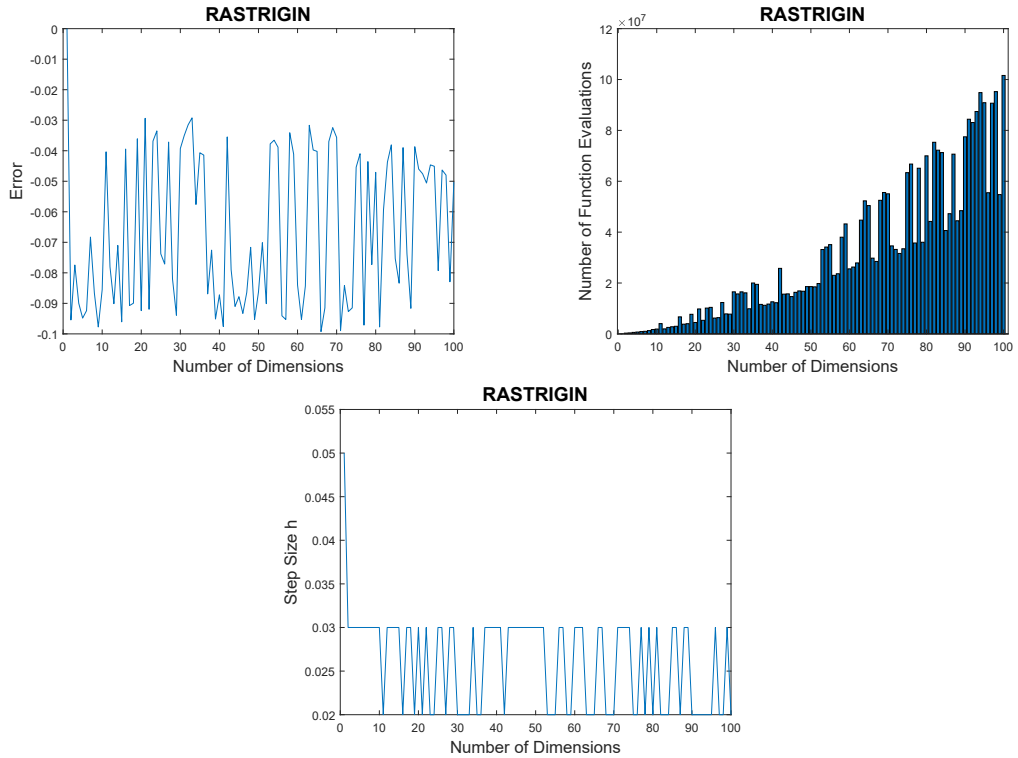 RASTRIGIN
0
-0.01
-0.02
-0.03
-0.04
-0.05
-0.06
-0.07
-0.08
-0.09
-0.1
Error
0 10 20 30 40 50 60 70 80 90 100
Number of Dimensions
RASTRIGIN
×10^7
12
10
8
6
4
2
0
Number of Function Evaluations
0 10 20 30 40 50 60 70 80 90 100
Number of Dimensions
RASTRIGIN
0.055
0.05
0.045
0.04
0.035
0.03
0.025
0.02
Step Size h
0 10 20 30 40 50 60 70 80 90 100
Number of Dimensions